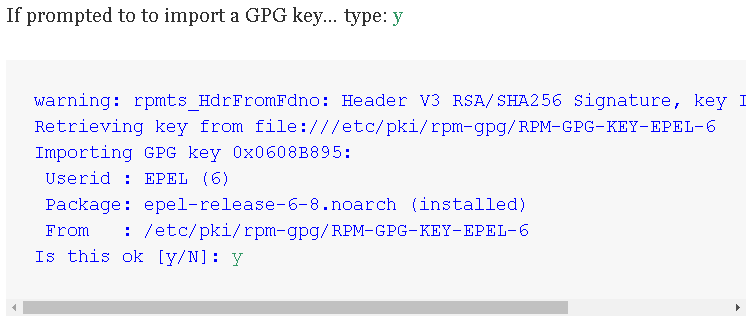 If prompted to to import a GPG key... type: y
warning: rpmts_HdrFromFdno: Header V3 RSA/SHA256 Signature, key
Retrieving key from file:///etc/pki/rpm-gpg/RPM-GPG-KEY-EPEL-6
Importing GPG key 0x0608B895:
Userid : EPEL (6)
Package: epel-release-6-8.noarch (installed)
From   : /etc/pki/rpm-gpg/RPM-GPG-KEY-EPEL-6
Is this ok [y/N]: y